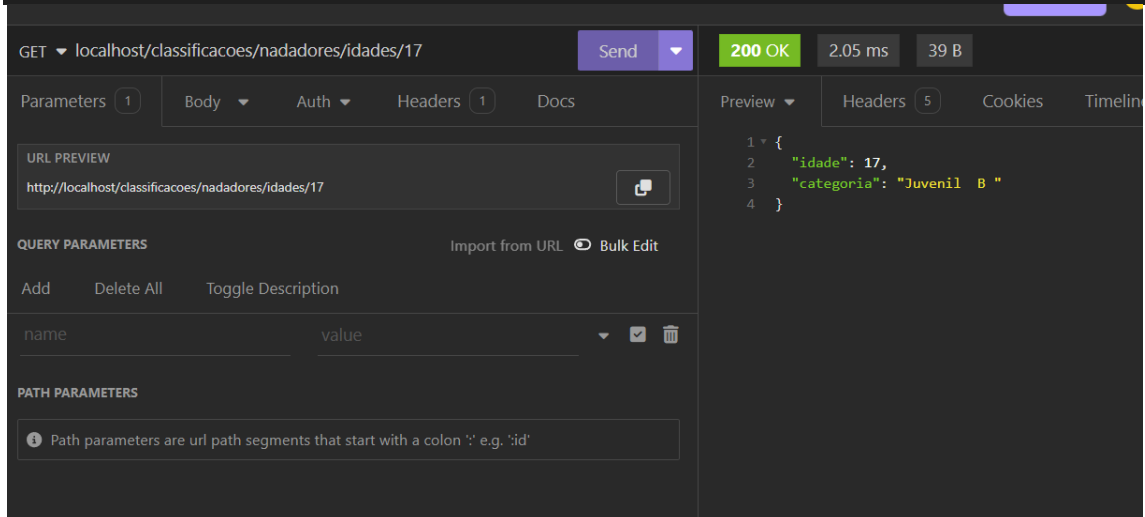 GET localhost/classificacoes/nadadores/idades/17 Send
Parameters 1 Body Auth Headers 1 Docs
URL PREVIEW
http://localhost/classificacoes/nadadores/idades/17
QUERY PARAMETERS Import from URL Bulk Edit
Add Delete All Toggle Description
name value
PATH PARAMETERS
Path parameters are url path segments that start with a colon ':' e.g. ':id'
200 OK 2.05 ms 39 B
Preview Headers 5 Cookies Timelin
1 {
2 "idade": 17,
3 "categoria": "Juvenil  B "
4 }